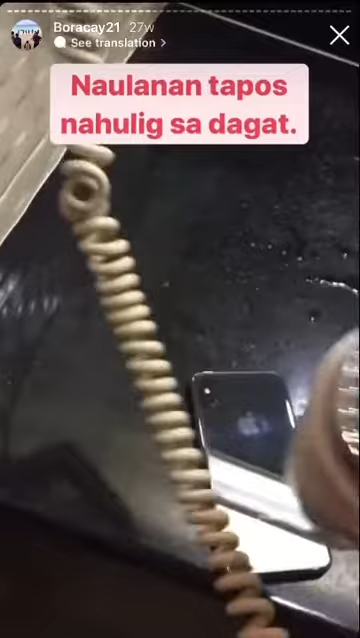 Boracay21 27w
See translation >
Naulanan tapos
nahulig sa dagat.